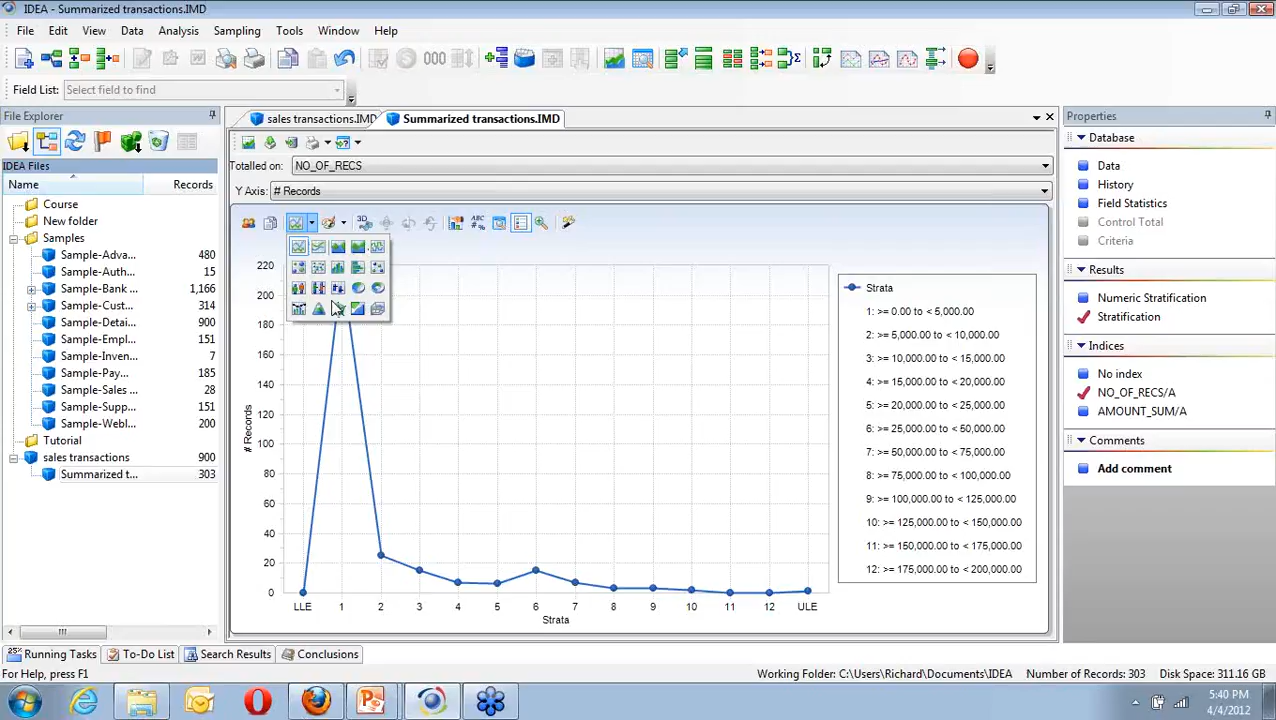 IDEA - Summarized transactions.IMD
File Edit View Data Analysis Sampling Tools Window Help
Field List: Select field to find
File Explorer
IDEA Files
Name Records
Course
New folder
Samples
Sample-Adva... 480
Sample-Auth... 15
Sample-Bank ... 1,166
Sample-Cust... 314
Sample-Detai... 900
Sample-Empl... 151
Sample-Inven... 7
Sample-Pay... 185
Sample-Sales ... 28
Sample-Supp... 151
Sample-Webl... 200
Tutorial
sales transactions 900
Summarized t... 303
sales transactions.IMD Summarized transactions.IMD
Totalled on: NO_OF_RECS
Y Axis: # Records
ABC
220
200
180
160
140
120
100
80
60
40
20
0
# Records
LLE 1 2 3 4 5 6 7 8 9 10 11 12 ULE
Strata
Strata
1: >= 0.00 to < 5,000.00
2: >= 5,000.00 to < 10,000.00
3: >= 10,000.00 to < 15,000.00
4: >= 15,000.00 to < 20,000.00
5: >= 20,000.00 to < 25,000.00
6: >= 25,000.00 to < 50,000.00
7: >= 50,000.00 to < 75,000.00
8: >= 75,000.00 to < 100,000.00
9: >= 100,000.00 to < 125,000.00
10: >= 125,000.00 to < 150,000.00
11: >= 150,000.00 to < 175,000.00
12: >= 175,000.00 to < 200,000.00
Properties
Database
Data
History
Field Statistics
Control Total
Criteria
Results
Numeric Stratification
Stratification
Indices
No index
NO_OF_RECS/A
AMOUNT_SUM/A
Comments
Add comment
Running Tasks To-Do List Search Results Conclusions
For Help, press F1
Working Folder: C:\Users\Richard\Documents\IDEA Number of Records: 303 Disk Space: 311.16 GB
5:40 PM
4/4/2012